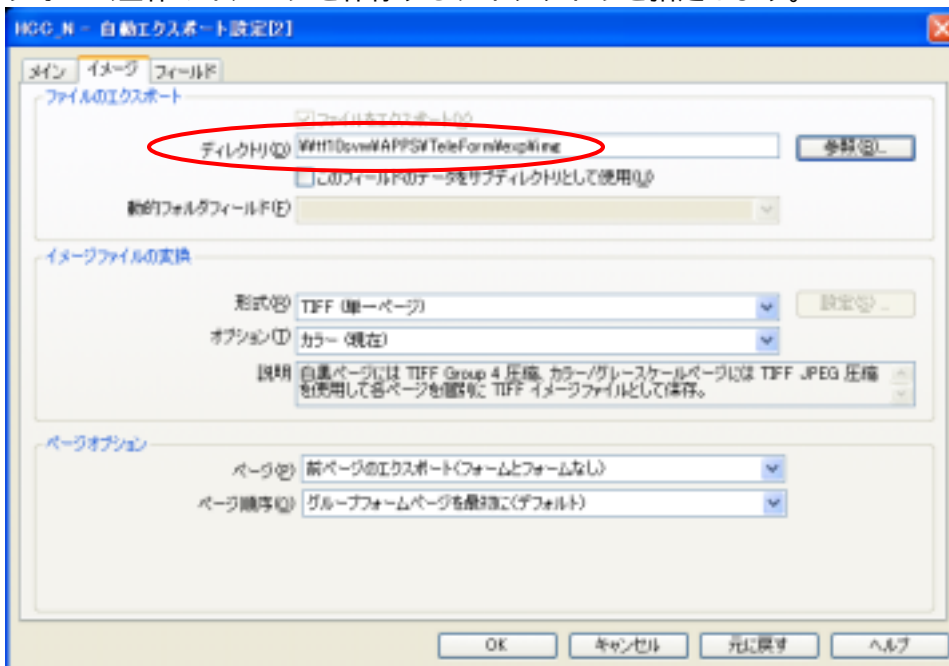 HGC_N - 自動エクスポート設定[2]
メイン イメージ フィールド
ファイルのエクスポート
ファイルをエクスポート(X)
ディレクトリ(D) ¥¥tf10svm¥APPS¥TeleForm¥exp¥img 参照(B)...
このフィールドのデータをサブディレクトリとして使用(U)
動的フォルダフィールド(E)
イメージファイルの変換
形式(R) TIFF (単一ページ) 設定(S) ...
オプション(T) カラー (現在)
説明 白黒ページには TIFF Group 4 圧縮、カラー/グレースケールページには TIFF JPEG 圧縮
を使用して各ページを個別に TIFF イメージファイルとして保存。
ページオプション
ページ(P) 前ページのエクスポート(フォームとフォームなし)
ページ順序(O) グループフォームページを最初に(デフォルト)
OK キャンセル 元に戻す ヘルプ